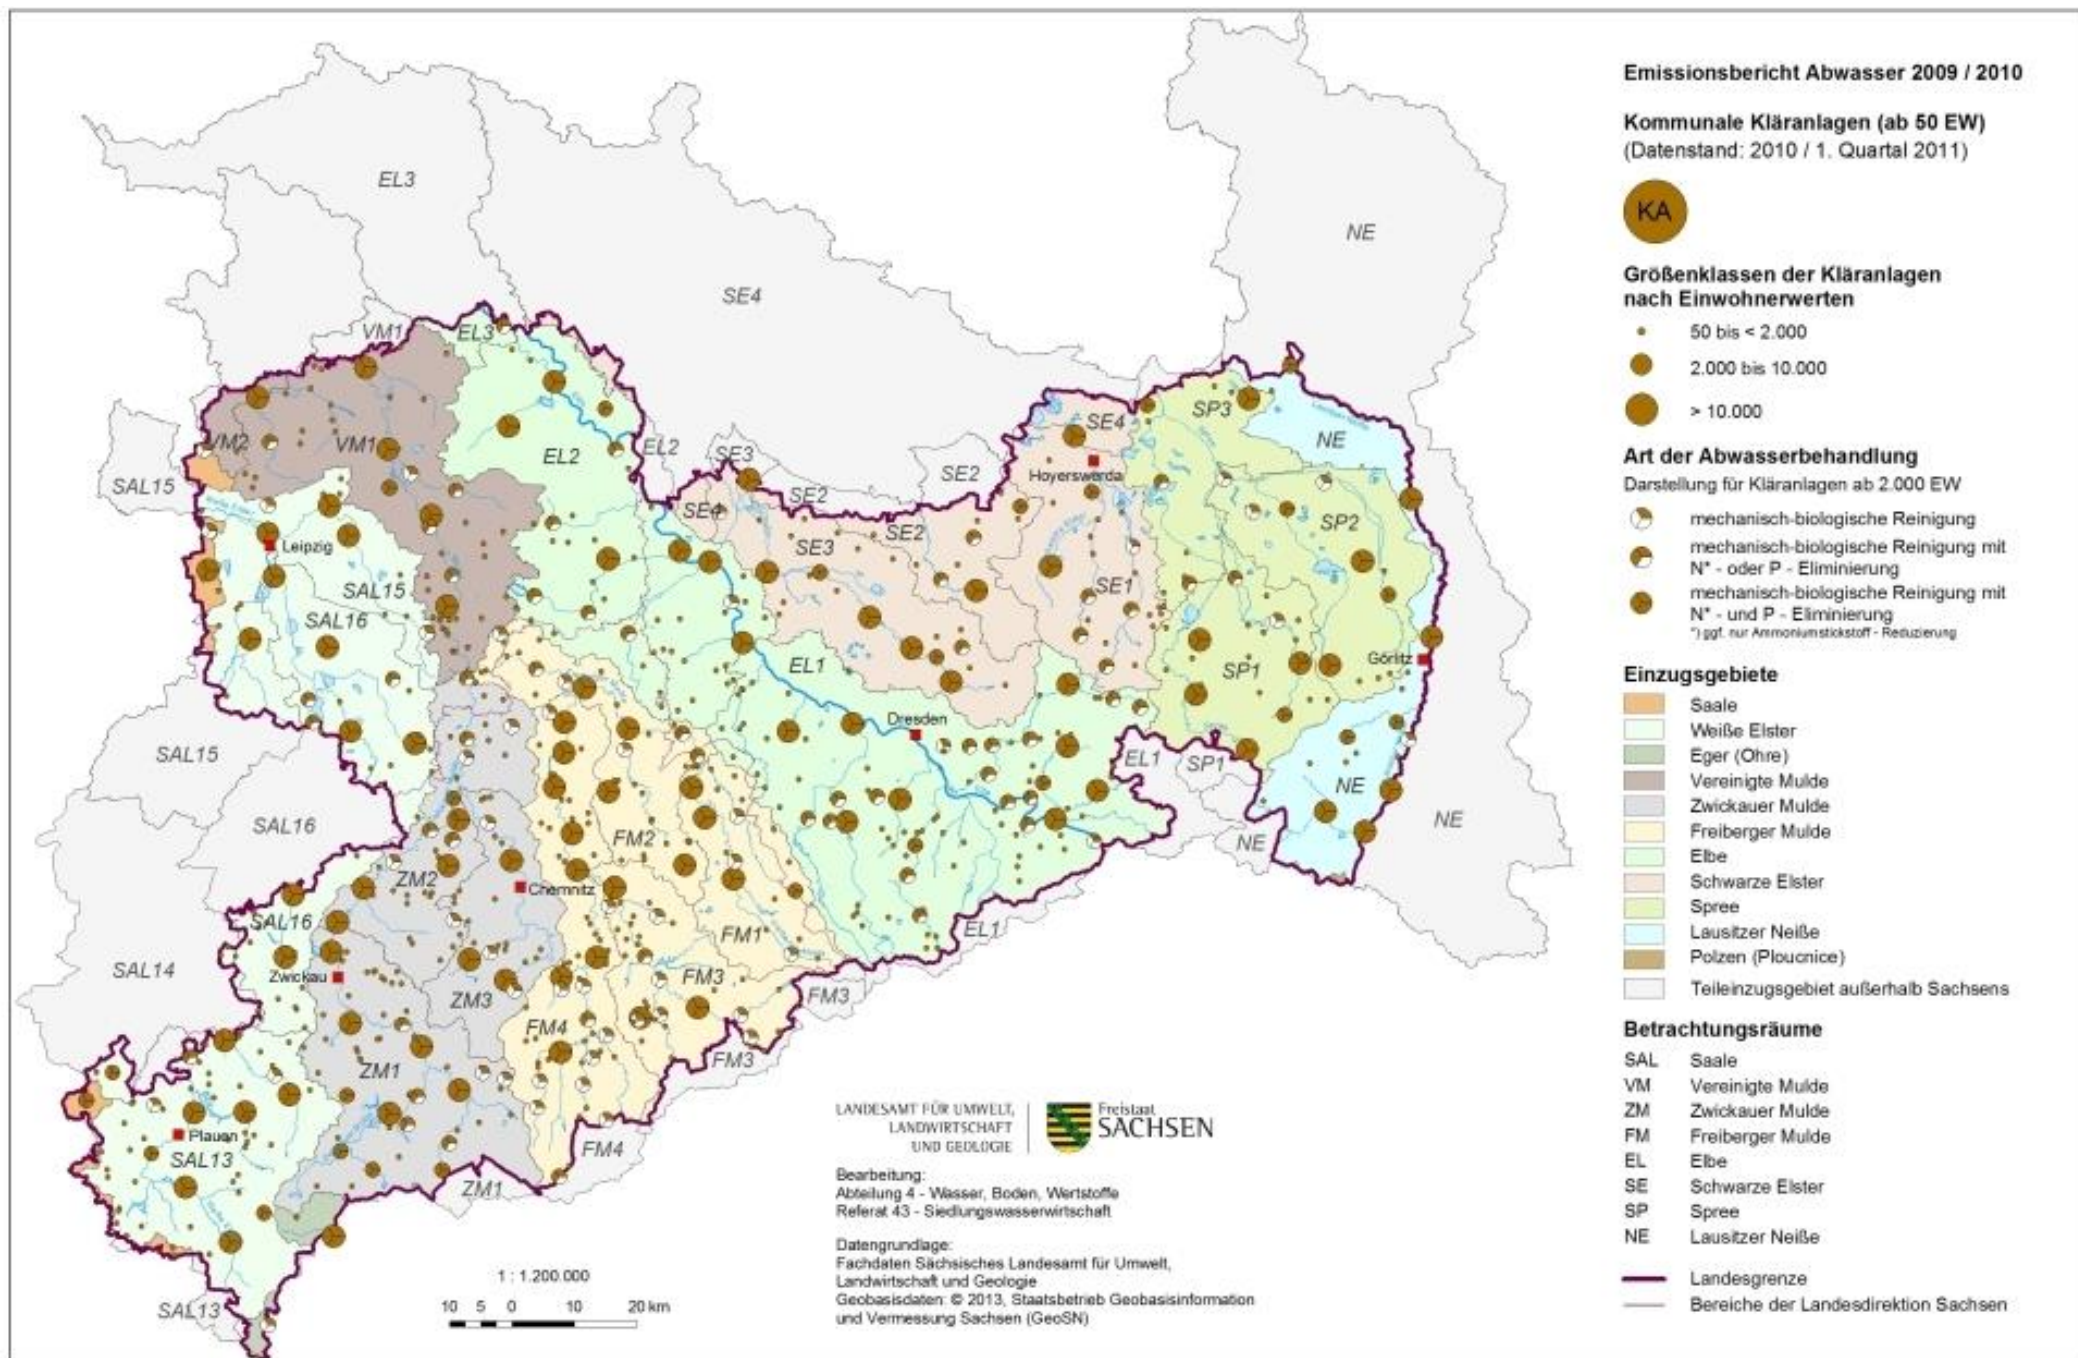 Emissionsbericht Abwasser 2009 / 2010
Kommunale Kläranlagen (ab 50 EW)
(Datenstand: 2010 / 1. Quartal 2011)
KA
Größenklassen der Kläranlagen
nach Einwohnerwerten
50 bis < 2.000
2.000 bis 10.000
> 10.000
Art der Abwasserbehandlung
Darstellung für Kläranlagen ab 2.000 EW
mechanisch-biologische Reinigung
mechanisch-biologische Reinigung mit
N* - oder P - Eliminierung
mechanisch-biologische Reinigung mit
N* - und P - Eliminierung
*) ggf. nur Ammoniumstickstoff - Reduzierung
Einzugsgebiete
Saale
Weiße Elster
Eger (Ohre)
Vereinigte Mulde
Zwickauer Mulde
Freiberger Mulde
Elbe
Schwarze Elster
Spree
Lausitzer Neiße
Polzen (Ploucnice)
Teileinzugsgebiet außerhalb Sachsens
Betrachtungsräume
SAL Saale
VM Vereinigte Mulde
ZM Zwickauer Mulde
FM Freiberger Mulde
EL Elbe
SE Schwarze Elster
SP Spree
NE Lausitzer Neiße
Landesgrenze
Bereiche der Landesdirektion Sachsen
EL3
NE
SE4
VM1
EL3
SP3
SE4
NE
VM2
VM1
EL2
EL2
SE3
SE2
SE2
Hoyerswerda
SAL15
SE4
SE2
SP2
Leipzig
SE3
SAL15
SE1
SAL16
EL1
SP1
Görlitz
Dresden
SAL15
EL1
SP1
NE
SAL16
FM2
NE
NE
ZM2
Chemnitz
SAL16
FM1
EL1
SAL14
Zwickau
FM3
ZM3
FM3
FM4
FM3
ZM1
Plauen
SAL13
FM4
ZM1
SAL13
LANDESAMT FÜR UMWELT,
LANDWIRTSCHAFT
UND GEOLOGIE
Freistaat
SACHSEN
Bearbeitung:
Abteilung 4 - Wasser, Boden, Wertstoffe
Referat 43 - Siedlungswasserwirtschaft
Datengrundlage:
Fachdaten Sächsisches Landesamt für Umwelt,
Landwirtschaft und Geologie
Geobasisdaten: © 2013, Staatsbetrieb Geobasisinformation
und Vermessung Sachsen (GeoSN)
1 : 1.200.000
10 5 0 10 20 km